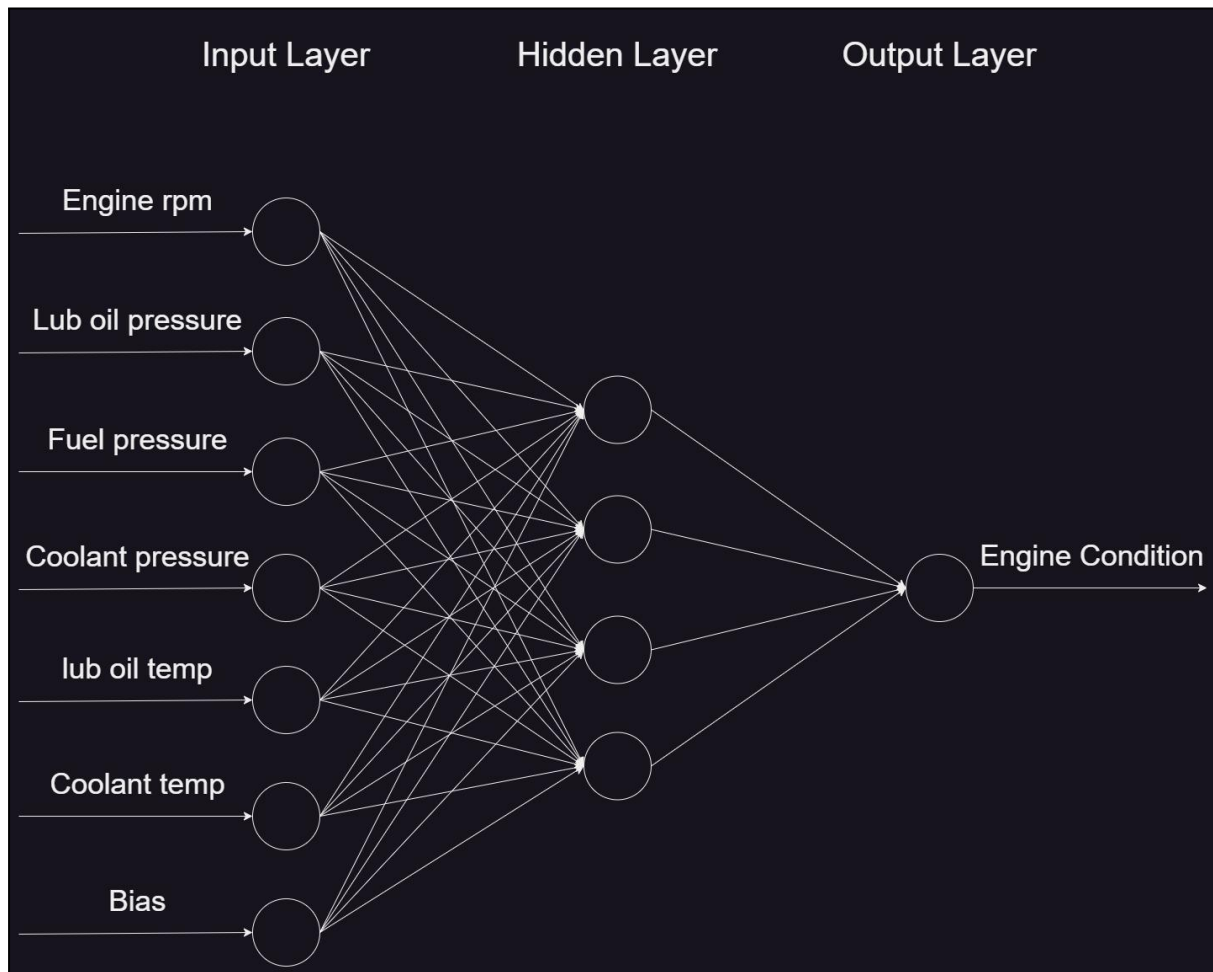 Input Layer
Hidden Layer
Output Layer
Engine rpm
Lub oil pressure
Fuel pressure
Coolant pressure
lub oil temp
Coolant temp
Bias
Engine Condition